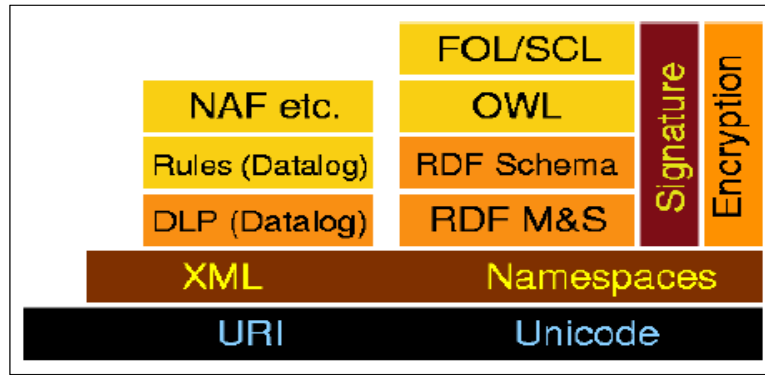 FOL/SCL
NAF etc.
OWL
Rules (Datalog)
RDF Schema
DLP (Datalog)
RDF M&S
Signature
Encryption
XML
Namespaces
URI
Unicode